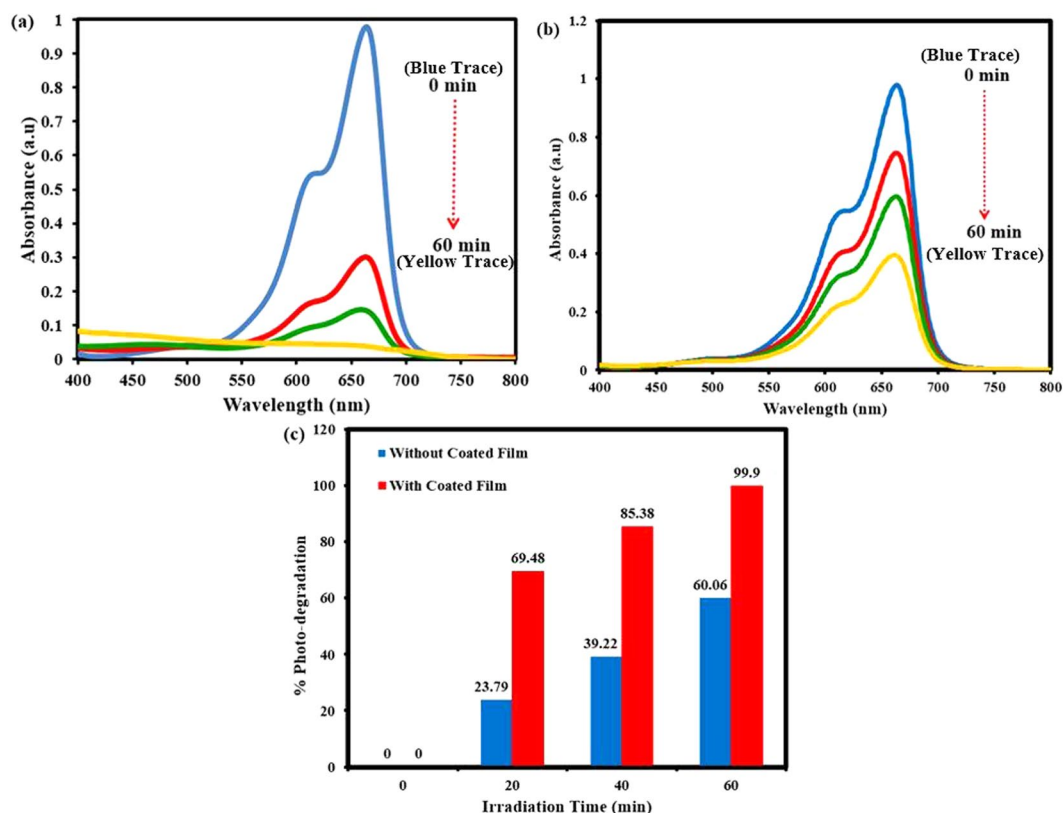 (a)
1
0.9
0.8
0.7
0.6
0.5
0.4
0.3
0.2
0.1
0
Absorbance (a.u)
(Blue Trace)
0 min
60 min
(Yellow Trace)
400 450 500 550 600 650 700 750 800
Wavelength (nm)
(b)
1.2
1
0.8
0.6
0.4
0.2
0
Absorbance (a.u)
(Blue Trace)
0 min
60 min
(Yellow Trace)
400 450 500 550 600 650 700 750 800
Wavelength (nm)
(c)
120
100
80
60
40
20
0
% Photo-degradation
Without Coated Film
With Coated Film
0 0
23.79
69.48
39.22
85.38
60.06
99.9
0 20 40 60
Irradiation Time (min)